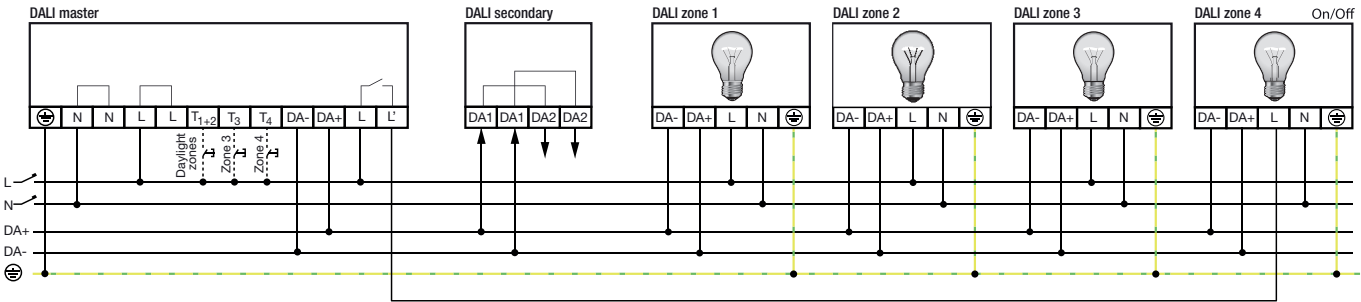 DALI master DALI secondary DALI zone 1 DALI zone 2 DALI zone 3 DALI zone 4 On/Off
N N L L T1+2 T3 T4 DA- DA+ L L' DA1 DA1 DA2 DA2 DA- DA+ L N DA- DA+ L N DA- DA+ L N DA- DA+ L N
Daylight
zones
Zone 3
Zone 4
L
N
DA+
DA-